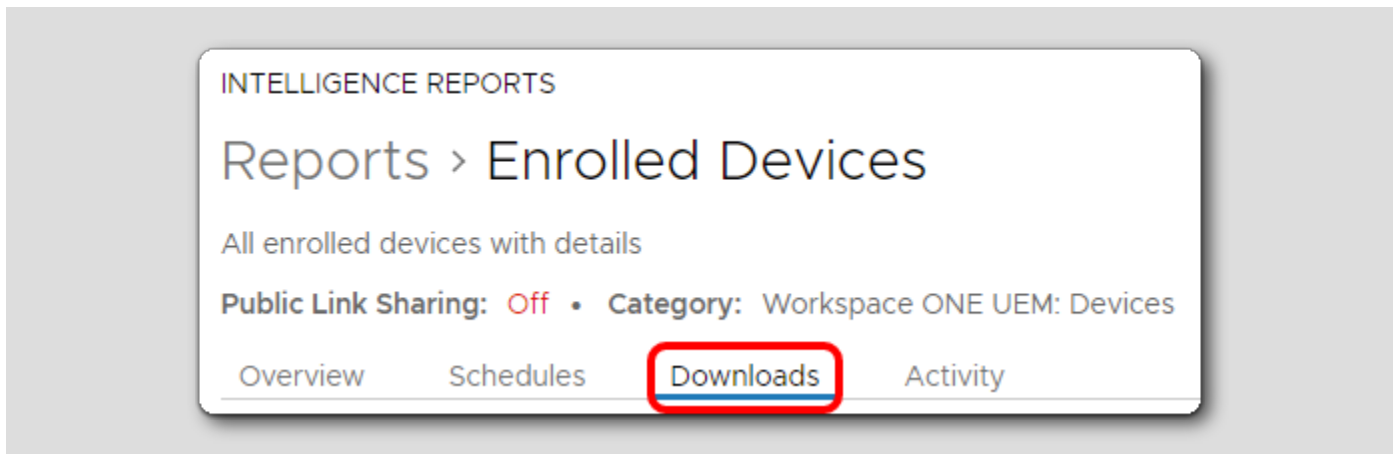 INTELLIGENCE REPORTS
Reports > Enrolled Devices
All enrolled devices with details
Public Link Sharing: Off • Category: Workspace ONE UEM: Devices
Overview Schedules Downloads Activity